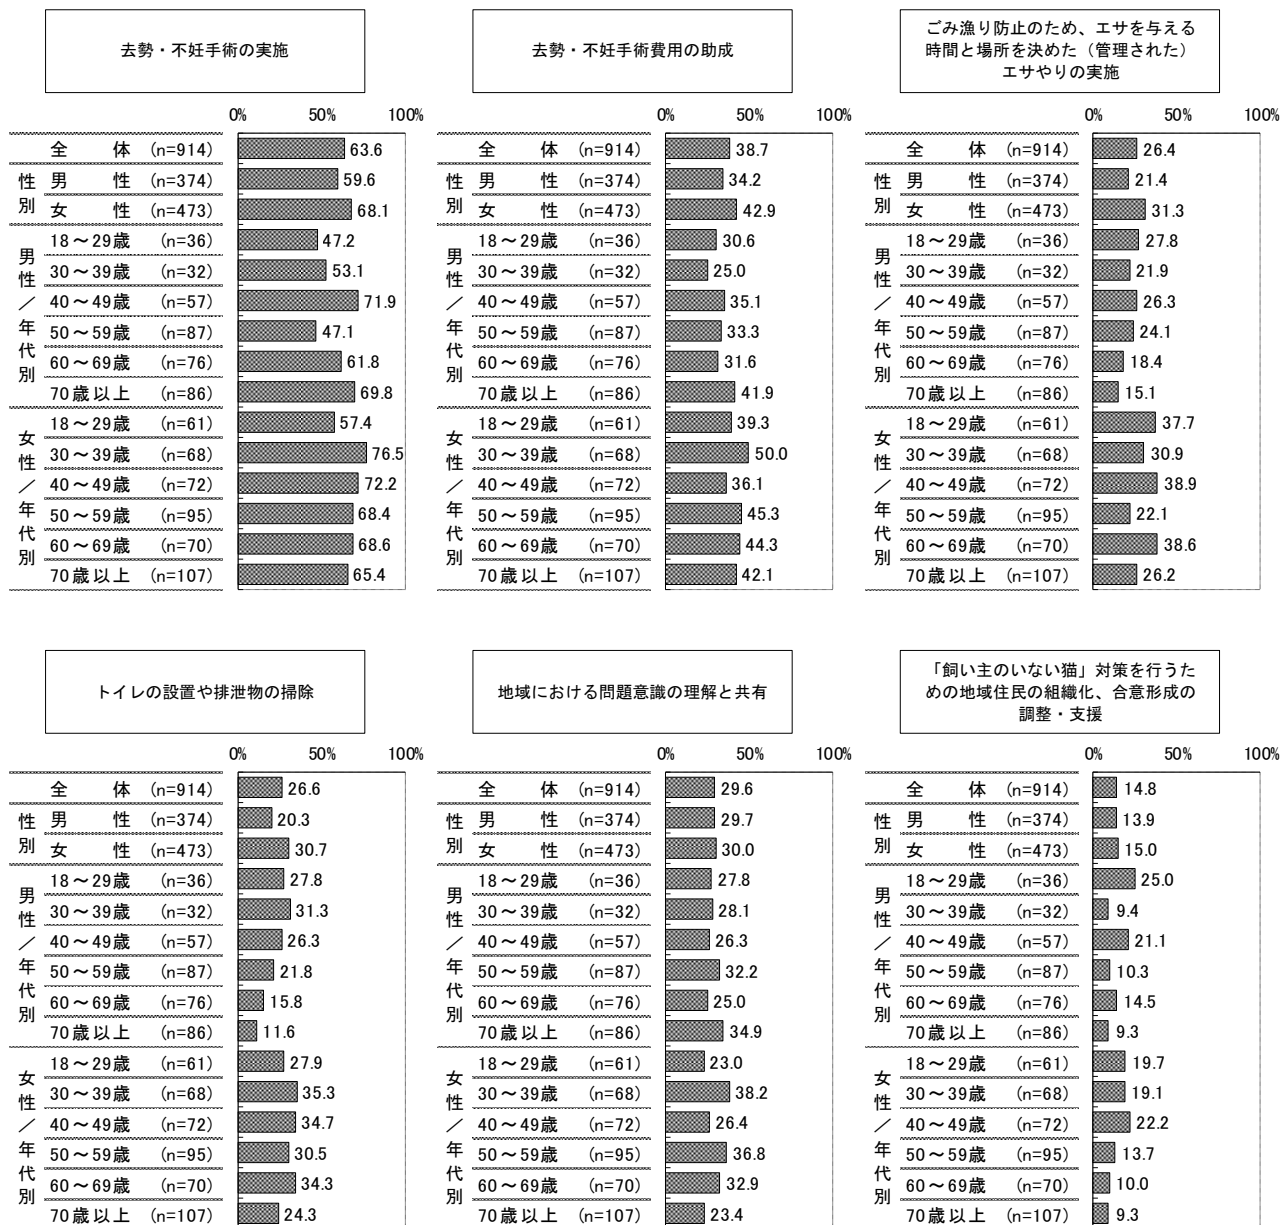 去勢・不妊手術の実施
0% 50% 100%
全 体 (n=914) 63.6
性別
男 性 (n=374) 59.6
女 性 (n=473) 68.1
男性／年代別
18～29歳 (n=36) 47.2
30～39歳 (n=32) 53.1
40～49歳 (n=57) 71.9
50～59歳 (n=87) 47.1
60～69歳 (n=76) 61.8
70歳以上 (n=86) 69.8
女性／年代別
18～29歳 (n=61) 57.4
30～39歳 (n=68) 76.5
40～49歳 (n=72) 72.2
50～59歳 (n=95) 68.4
60～69歳 (n=70) 68.6
70歳以上 (n=107) 65.4
去勢・不妊手術費用の助成
0% 50% 100%
全 体 (n=914) 38.7
性別
男 性 (n=374) 34.2
女 性 (n=473) 42.9
男性／年代別
18～29歳 (n=36) 30.6
30～39歳 (n=32) 25.0
40～49歳 (n=57) 35.1
50～59歳 (n=87) 33.3
60～69歳 (n=76) 31.6
70歳以上 (n=86) 41.9
女性／年代別
18～29歳 (n=61) 39.3
30～39歳 (n=68) 50.0
40～49歳 (n=72) 36.1
50～59歳 (n=95) 45.3
60～69歳 (n=70) 44.3
70歳以上 (n=107) 42.1
ごみ漁り防止のため、エサを与える
時間と場所を決めた（管理された）
エサやりの実施
0% 50% 100%
全 体 (n=914) 26.4
性別
男 性 (n=374) 21.4
女 性 (n=473) 31.3
男性／年代別
18～29歳 (n=36) 27.8
30～39歳 (n=32) 21.9
40～49歳 (n=57) 26.3
50～59歳 (n=87) 24.1
60～69歳 (n=76) 18.4
70歳以上 (n=86) 15.1
女性／年代別
18～29歳 (n=61) 37.7
30～39歳 (n=68) 30.9
40～49歳 (n=72) 38.9
50～59歳 (n=95) 22.1
60～69歳 (n=70) 38.6
70歳以上 (n=107) 26.2
トイレの設置や排泄物の掃除
0% 50% 100%
全 体 (n=914) 26.6
性別
男 性 (n=374) 20.3
女 性 (n=473) 30.7
男性／年代別
18～29歳 (n=36) 27.8
30～39歳 (n=32) 31.3
40～49歳 (n=57) 26.3
50～59歳 (n=87) 21.8
60～69歳 (n=76) 15.8
70歳以上 (n=86) 11.6
女性／年代別
18～29歳 (n=61) 27.9
30～39歳 (n=68) 35.3
40～49歳 (n=72) 34.7
50～59歳 (n=95) 30.5
60～69歳 (n=70) 34.3
70歳以上 (n=107) 24.3
地域における問題意識の理解と共有
0% 50% 100%
全 体 (n=914) 29.6
性別
男 性 (n=374) 29.7
女 性 (n=473) 30.0
男性／年代別
18～29歳 (n=36) 27.8
30～39歳 (n=32) 28.1
40～49歳 (n=57) 26.3
50～59歳 (n=87) 32.2
60～69歳 (n=76) 25.0
70歳以上 (n=86) 34.9
女性／年代別
18～29歳 (n=61) 23.0
30～39歳 (n=68) 38.2
40～49歳 (n=72) 26.4
50～59歳 (n=95) 36.8
60～69歳 (n=70) 32.9
70歳以上 (n=107) 23.4
「飼い主のいない猫」対策を行うた
めの地域住民の組織化、合意形成の
調整・支援
0% 50% 100%
全 体 (n=914) 14.8
性別
男 性 (n=374) 13.9
女 性 (n=473) 15.0
男性／年代別
18～29歳 (n=36) 25.0
30～39歳 (n=32) 9.4
40～49歳 (n=57) 21.1
50～59歳 (n=87) 10.3
60～69歳 (n=76) 14.5
70歳以上 (n=86) 9.3
女性／年代別
18～29歳 (n=61) 19.7
30～39歳 (n=68) 19.1
40～49歳 (n=72) 22.2
50～59歳 (n=95) 13.7
60～69歳 (n=70) 10.0
70歳以上 (n=107) 9.3